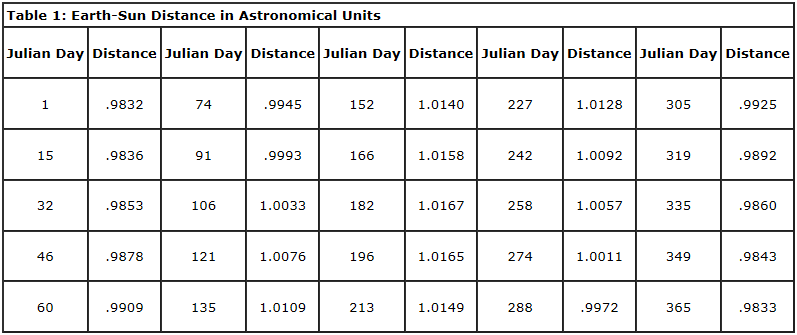 Table 1: Earth-Sun Distance in Astronomical Units
Julian Day Distance Julian Day Distance Julian Day Distance Julian Day Distance Julian Day Distance
1 .9832 74 .9945 152 1.0140 227 1.0128 305 .9925
15 .9836 91 .9993 166 1.0158 242 1.0092 319 .9892
32 .9853 106 1.0033 182 1.0167 258 1.0057 335 .9860
46 .9878 121 1.0076 196 1.0165 274 1.0011 349 .9843
60 .9909 135 1.0109 213 1.0149 288 .9972 365 .9833